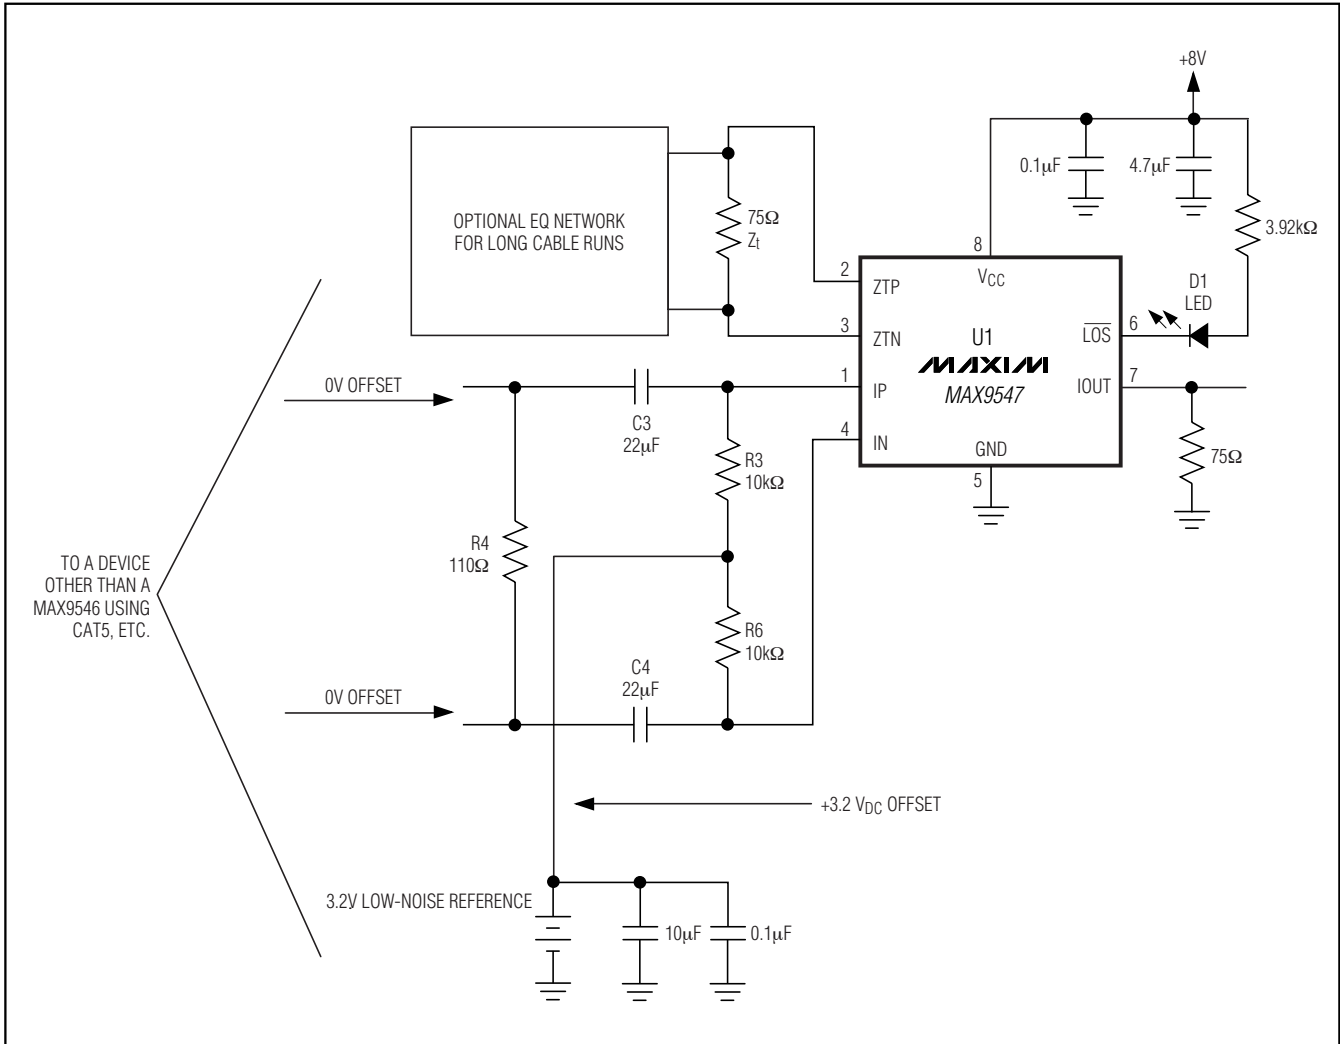 +8V
0.1μF
4.7μF
3.92kΩ
OPTIONAL EQ NETWORK
FOR LONG CABLE RUNS
75Ω
Zt
8
VCC
2
ZTP
D1
LED
3
ZTN
U1
MAXIM
MAX9547
LOS
6
0V OFFSET
1
IP
IOUT
7
C3
22μF
4
IN
R3
10kΩ
GND
5
75Ω
R4
110Ω
TO A DEVICE
OTHER THAN A
MAX9546 USING
CAT5, ETC.
R6
10kΩ
0V OFFSET
C4
22μF
+3.2 VDC OFFSET
3.2V LOW-NOISE REFERENCE
10μF
0.1μF